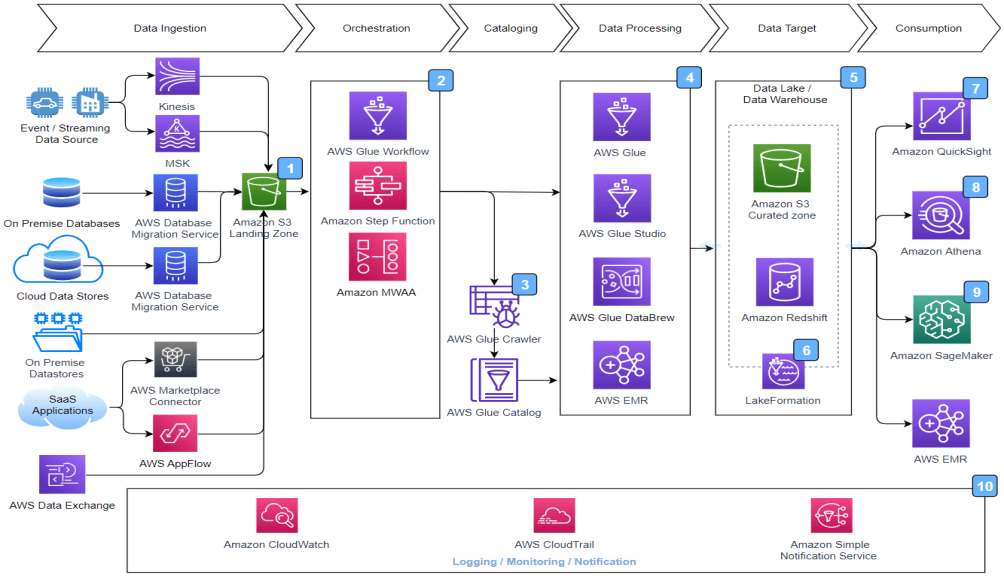 Data Ingestion
Orchestration
Cataloging
Data Processing
Data Target
Consumption
Event / Streaming
Data Source
Kinesis
MSK
On Premise Databases
AWS Database
Migration Service
Cloud Data Stores
AWS Database
Migration Service
On Premise
Datastores
SaaS
Applications
AWS Marketplace
Connector
AWS AppFlow
AWS Data Exchange
1
Amazon S3
Landing Zone
2
AWS Glue Workflow
Amazon Step Function
Amazon MWAA
3
AWS Glue Crawler
AWS Glue Catalog
4
AWS Glue
AWS Glue Studio
AWS Glue DataBrew
AWS EMR
5
Data Lake /
Data Warehouse
Amazon S3
Curated zone
Amazon Redshift
6
LakeFormation
7
Amazon QuickSight
8
Amazon Athena
9
Amazon SageMaker
AWS EMR
10
Amazon CloudWatch
AWS CloudTrail
Amazon Simple
Notification Service
Logging / Monitoring / Notification